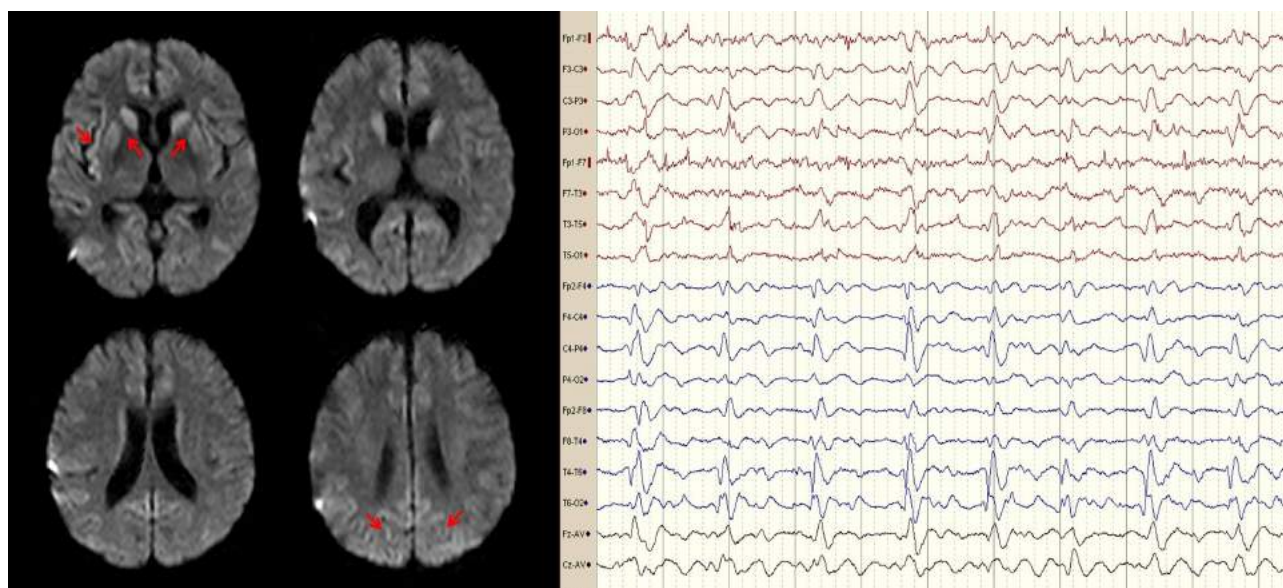 Fp1-F3
F3-C3
C3-P3
P3-O1
Fp1-F7
F7-T3
T3-T5
T5-O1
Fp2-F4
F4-C4
C4-P4
P4-O2
Fp2-F8
F8-T4
T4-T6
T6-O2
Fz-AV
Cz-AV